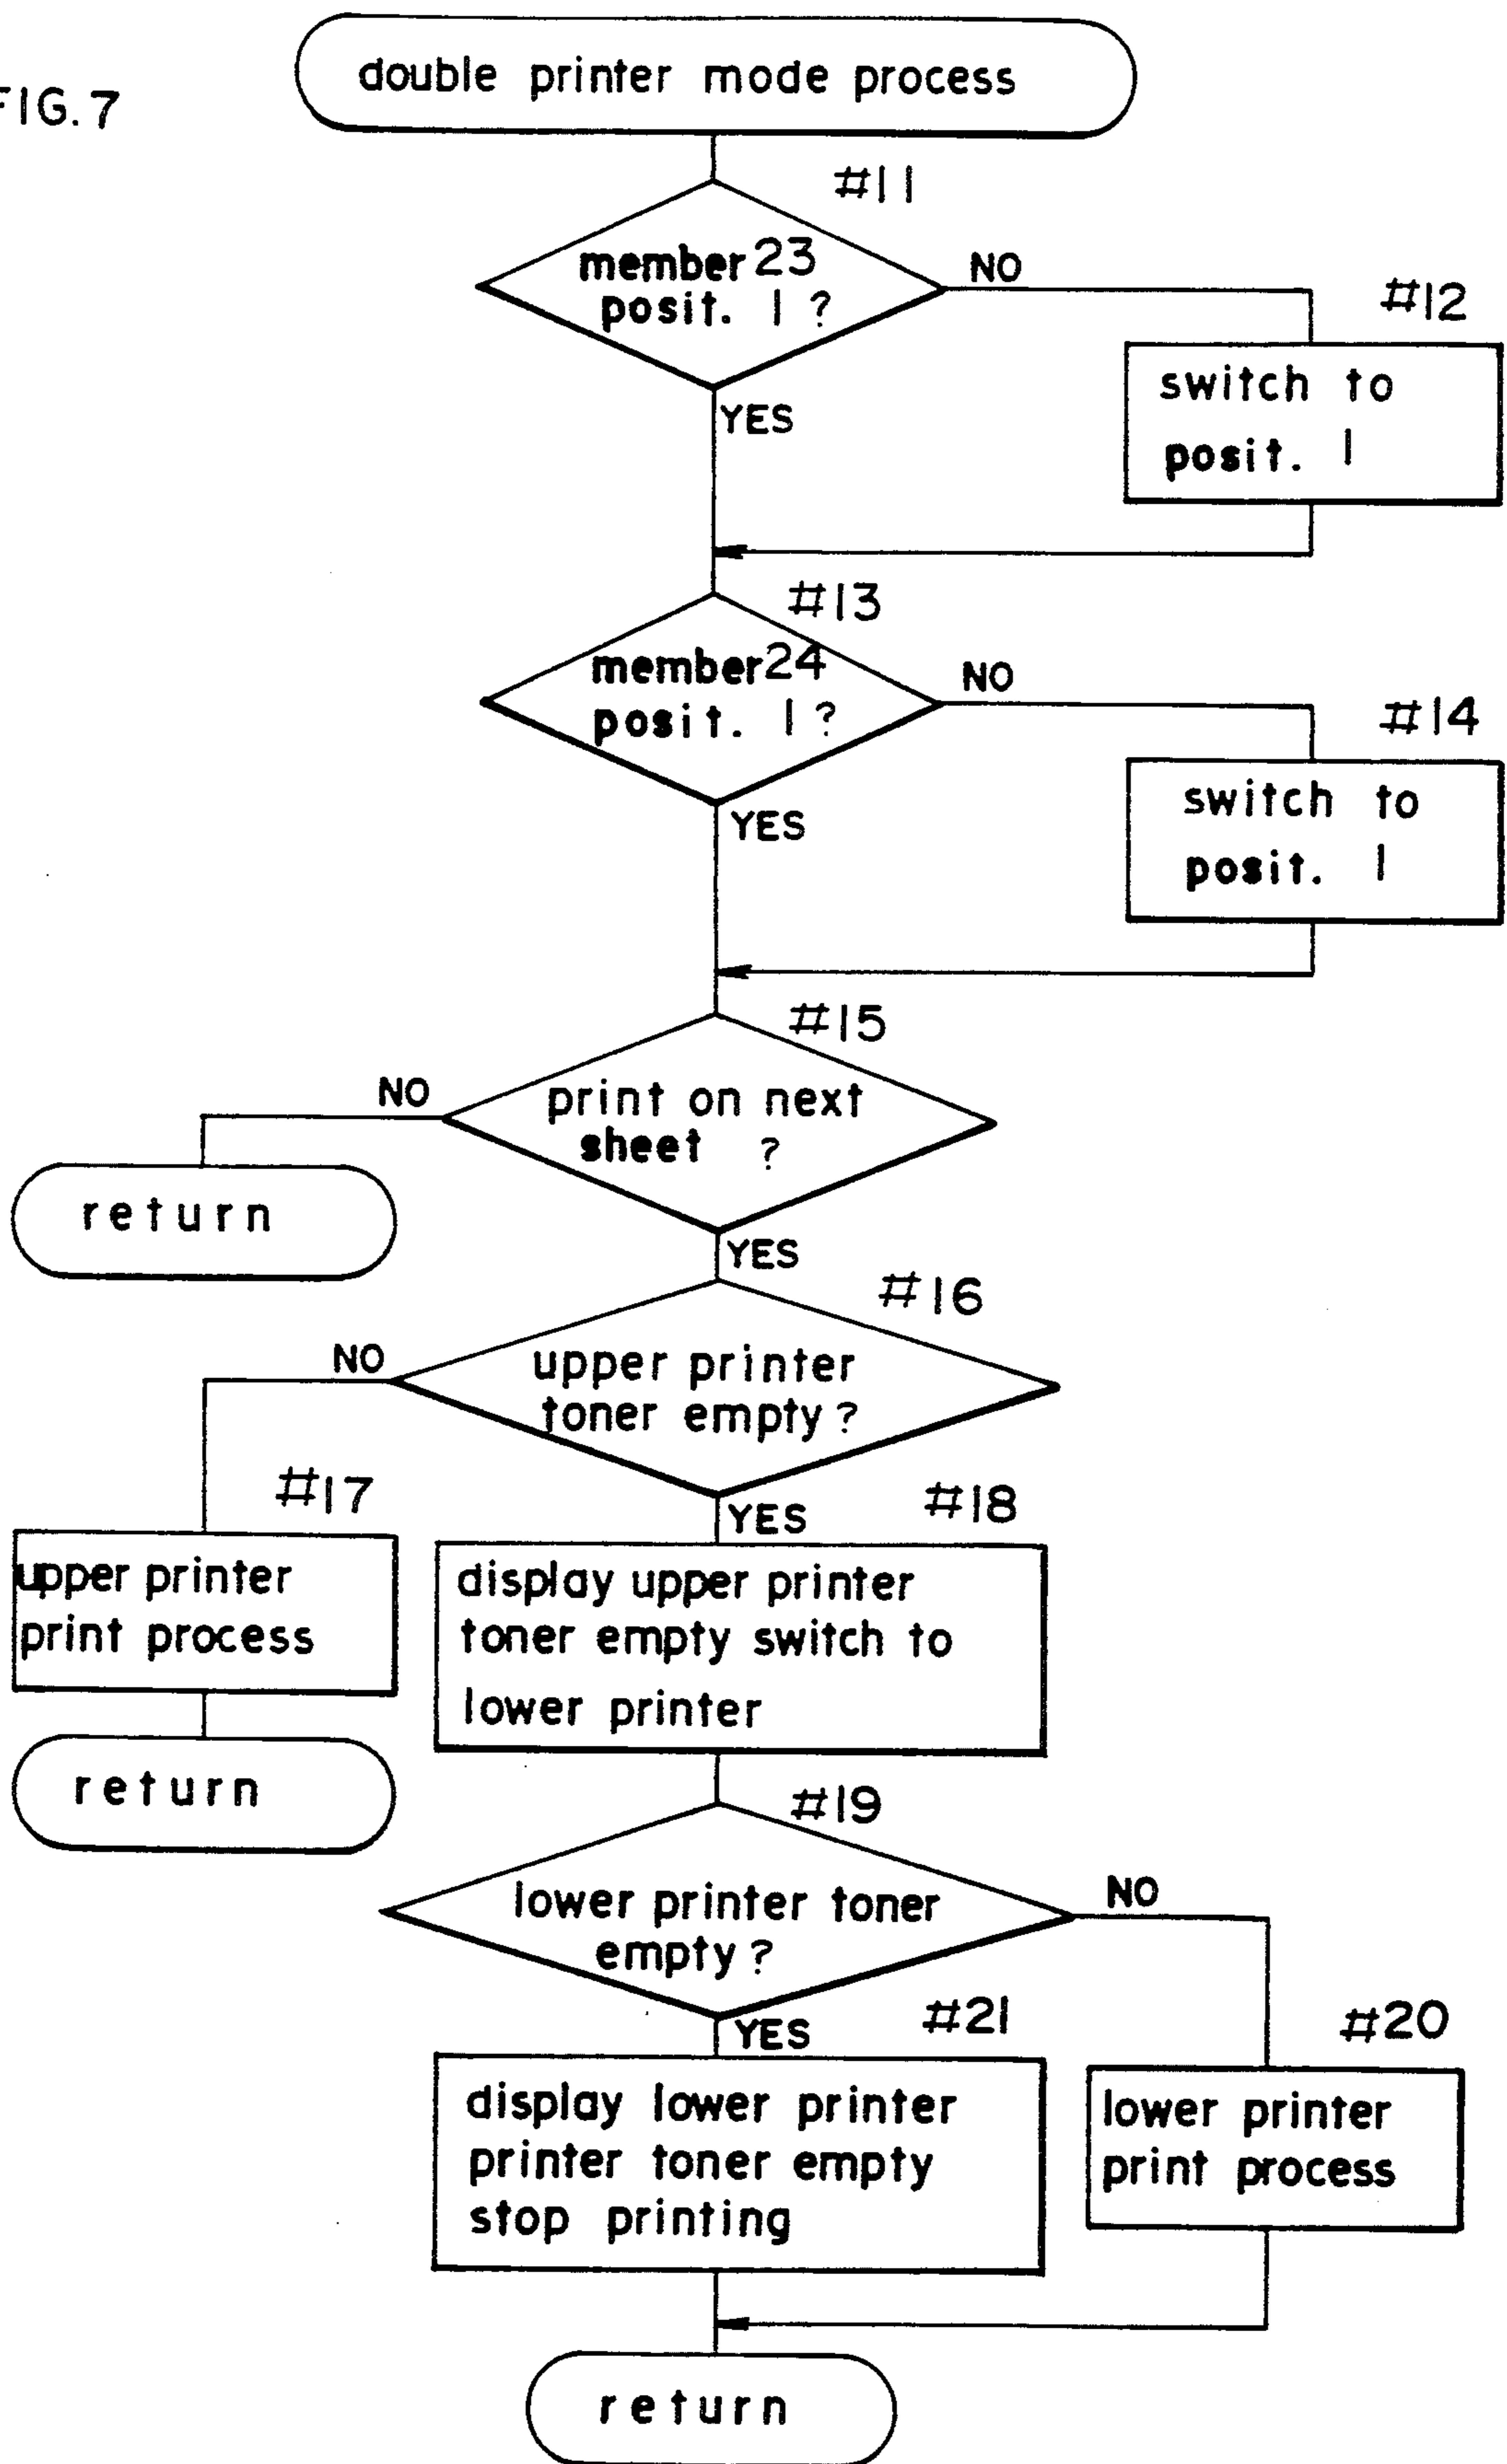 FIG. 7
double printer mode process
#11
member 23
posit. 1 ?
NO
#12
switch to
posit. 1
YES
#13
member 24
posit. 1 ?
NO
#14
switch to
posit. 1
YES
#15
print on next
sheet ?
NO
return
YES
#16
upper printer
toner empty ?
NO
#17
upper printer
print process
return
YES
#18
display upper printer
toner empty switch to
lower printer
#19
lower printer toner
empty ?
NO
#20
lower printer
print process
YES
#21
display lower printer
printer toner empty
stop printing
return